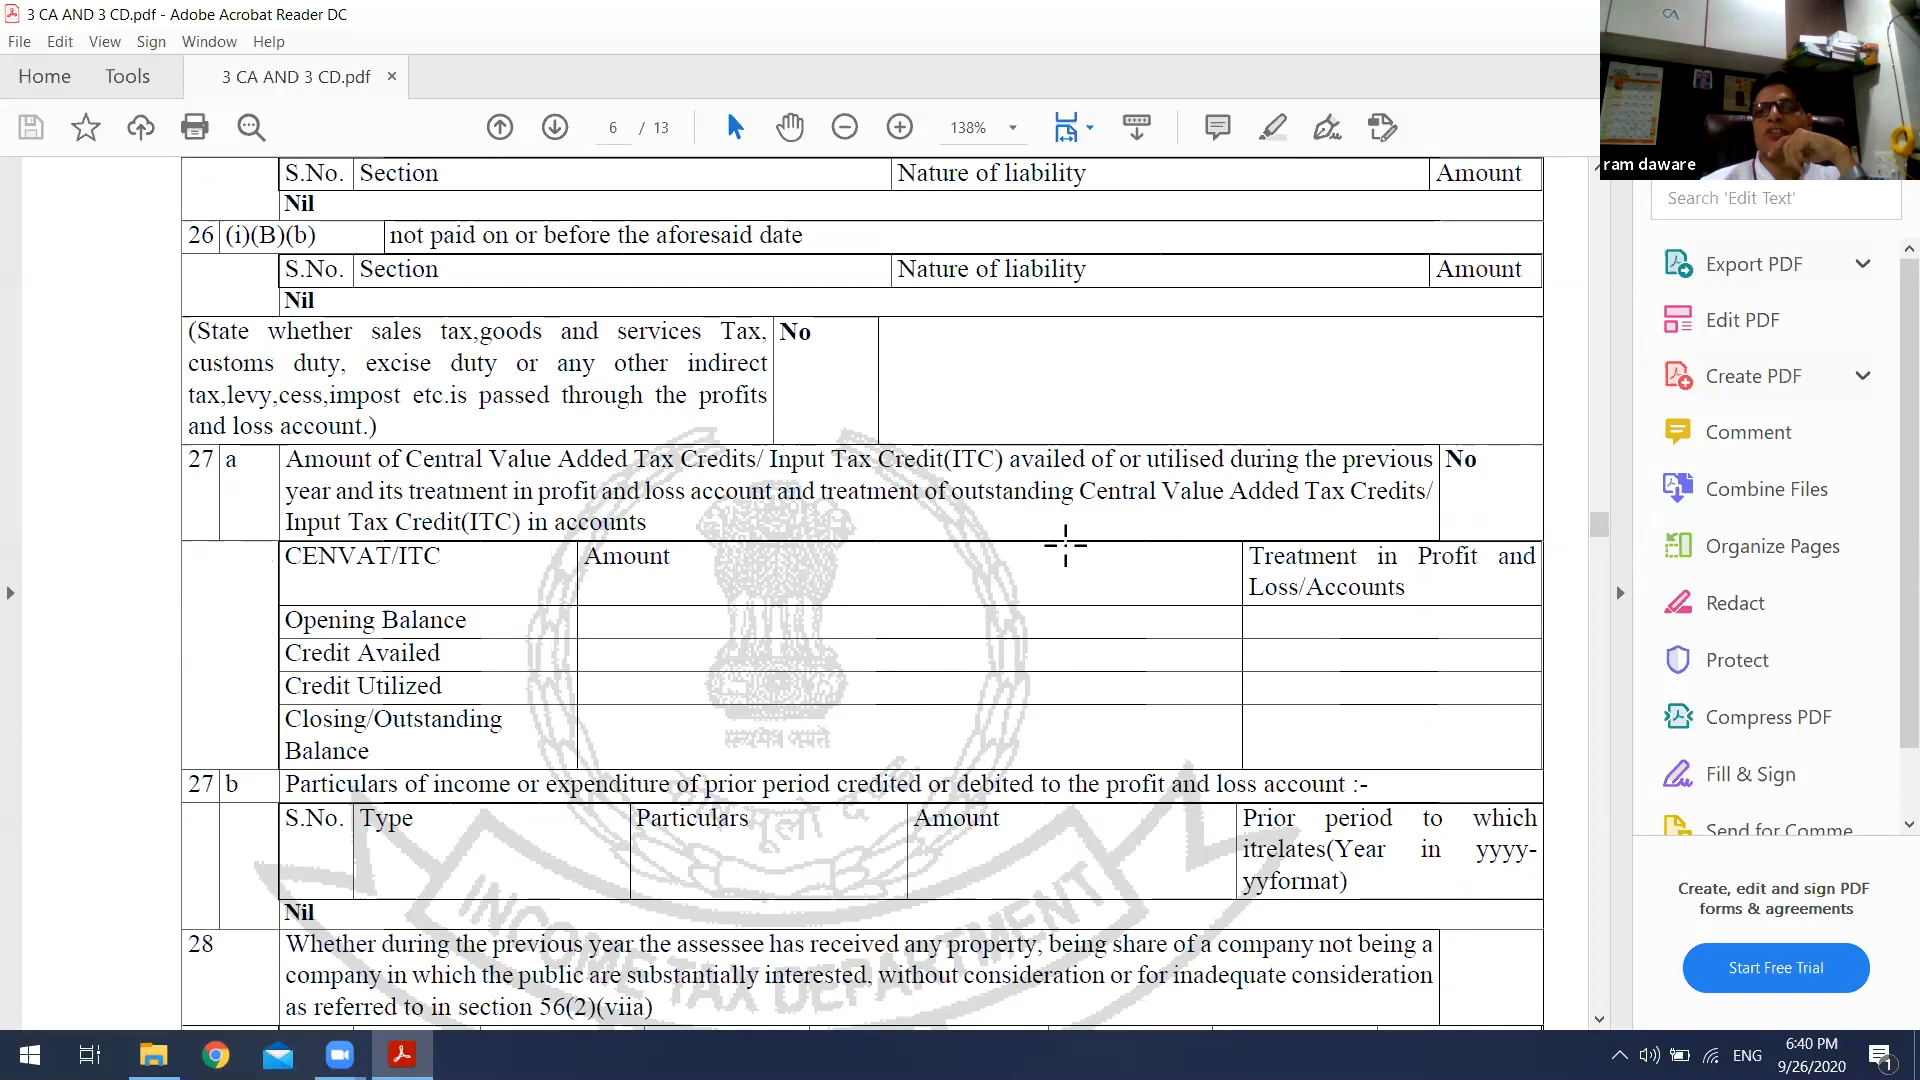 3 CA AND 3 CD.pdf - Adobe Acrobat Reader DC
File Edit View Sign Window Help
Home Tools 3 CA AND 3 CD.pdf ×
6 / 13 138%
ram daware
Search 'Edit Text'
S.No. Section Nature of liability Amount
Nil
26 (i)(B)(b) not paid on or before the aforesaid date
S.No. Section Nature of liability Amount
Nil
(State whether sales tax,goods and services Tax, No
customs duty, excise duty or any other indirect
tax,levy,cess,impost etc.is passed through the profits
and loss account.)
27 a Amount of Central Value Added Tax Credits/ Input Tax Credit(ITC) availed of or utilised during the previous No
year and its treatment in profit and loss account and treatment of outstanding Central Value Added Tax Credits/
Input Tax Credit(ITC) in accounts
CENVAT/ITC Amount Treatment in Profit and
Loss/Accounts
Opening Balance
Credit Availed
Credit Utilized
Closing/Outstanding
Balance
27 b Particulars of income or expenditure of prior period credited or debited to the profit and loss account :-
S.No. Type Particulars Amount Prior period to which
itrelates(Year in yyyy-
yyformat)
Nil
28 Whether during the previous year the assessee has received any property, being share of a company not being a
company in which the public are substantially interested, without consideration or for inadequate consideration
as referred to in section 56(2)(viia)
सत्यमेव जयते
INCOME TAX DEPARTMENT
Export PDF
Edit PDF
Create PDF
Comment
Combine Files
Organize Pages
Redact
Protect
Compress PDF
Fill & Sign
Send for Comme
Create, edit and sign PDF
forms & agreements
Start Free Trial
ENG
6:40 PM
9/26/2020
1